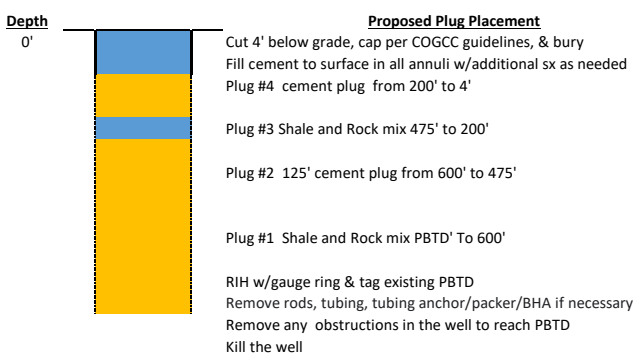 Depth
Proposed Plug Placement
0'
Cut 4' below grade, cap per COGCC guidelines, & bury
Fill cement to surface in all annuli w/additional sx as needed
Plug #4  cement plug  from 200' to 4'
Plug #3 Shale and Rock mix 475' to 200'
Plug #2  125' cement plug from 600' to 475'
Plug #1  Shale and Rock mix PBTD' To 600'
RIH w/gauge ring & tag existing PBTD
Remove rods, tubing, tubing anchor/packer/BHA if necessary
Remove any  obstructions in the well to reach PBTD
Kill the well